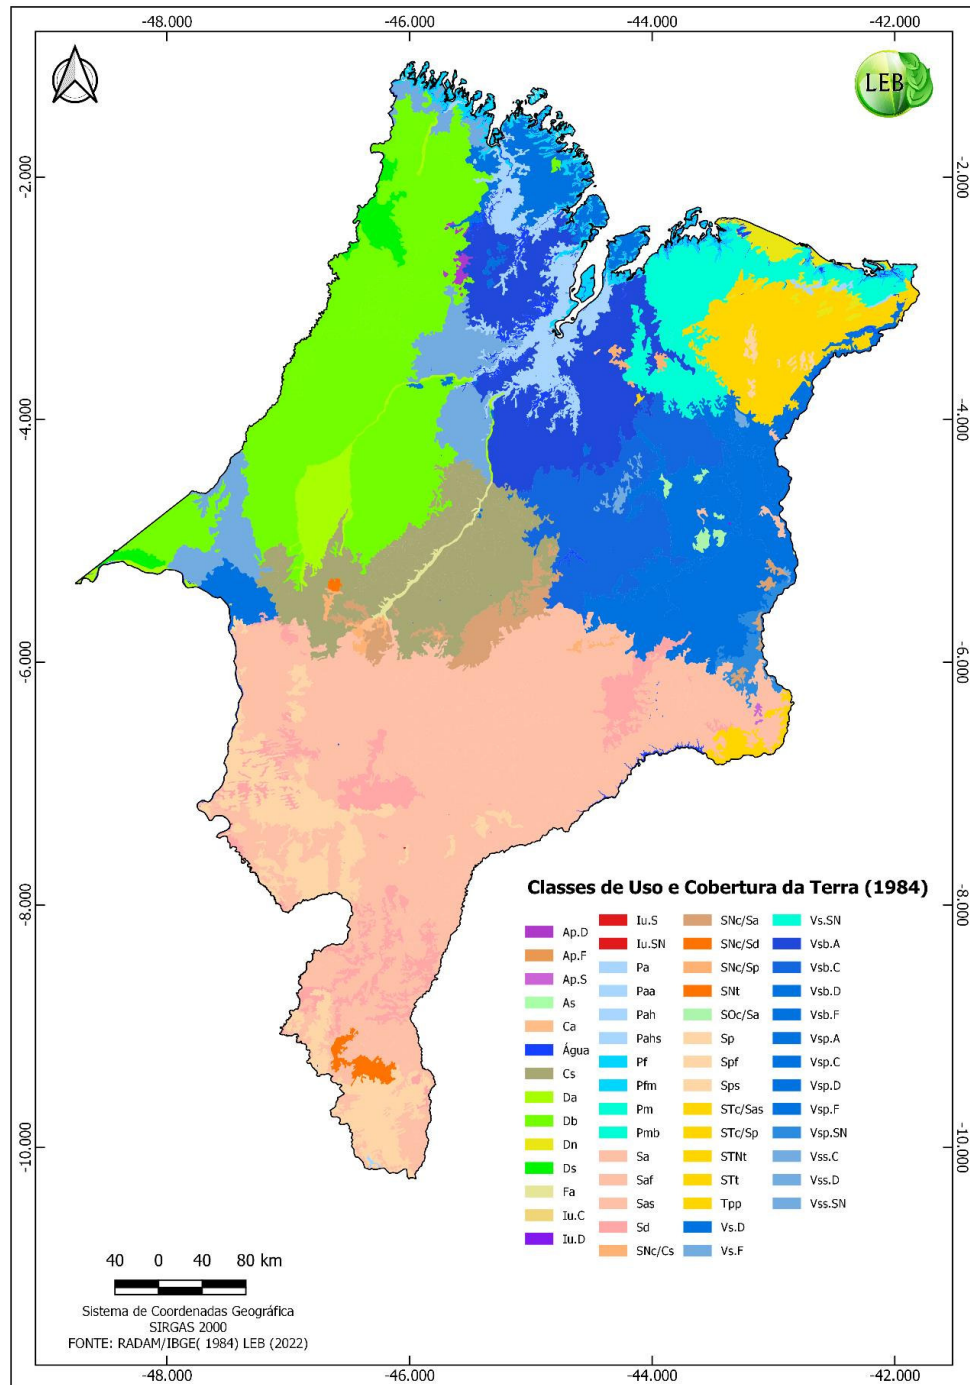 -48.000 -46.000 -44.000 -42.000
LEB
-2.000 -2.000
-4.000 -4.000
-6.000 -6.000
-8.000 -8.000
-10.000 -10.000
Classes de Uso e Cobertura da Terra (1984)
Ap.D
Ap.F
Ap.S
As
Ca
Água
Cs
Da
Db
Dn
Ds
Fa
Iu.C
Iu.D
Iu.S
Iu.SN
Pa
Paa
Pah
Pahs
Pf
Pfm
Pm
Pmb
Sa
Saf
Sas
Sd
SNc/Cs
SNc/Sa
SNc/Sd
SNc/Sp
SNt
SOc/Sa
Sp
Spf
Sps
STc/Sas
STc/Sp
STNt
STt
Tpp
Vs.D
Vs.F
Vs.SN
Vsb.A
Vsb.C
Vsb.D
Vsb.F
Vsp.A
Vsp.C
Vsp.D
Vsp.F
Vsp.SN
Vss.C
Vss.D
Vss.SN
40 0 40 80 km
Sistema de Coordenadas Geográfica
SIRGAS 2000
FONTE: RADAM/IBGE( 1984) LEB (2022)
-48.000 -46.000 -44.000 -42.000